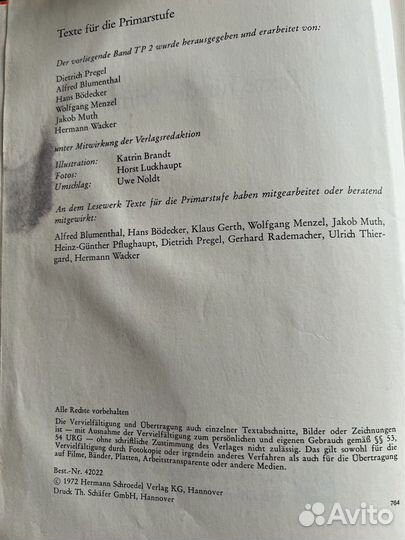 Texte für die Primarstufe
Der vorliegende Band TP 2 wurde herausgegeben und erarbeitet von:
Dietrich Pregel
Alfred Blumenthal
Hans Bödecker
Wolfgang Menzel
Jakob Muth
Hermann Wacker
unter Mitwirkung der Verlagsredaktion
Illustration: Katrin Brandt
Fotos: Horst Luckhaupt
Umschlag: Uwe Noldt
An dem Lesewerk Texte für die Primarstufe haben mitgearbeitet oder beratend
mitgewirkt:
Alfred Blumenthal, Hans Bödecker, Klaus Gerth, Wolfgang Menzel, Jakob Muth,
Heinz-Günther Pflughaupt, Dietrich Pregel, Gerhard Rademacher, Ulrich Thier-
gard, Hermann Wacker
Alle Rechte vorbehalten
Die Vervielfältigung und Übertragung auch einzelner Textabschnitte, Bilder oder Zeichnungen
ist — mit Ausnahme der Vervielfältigung zum persönlichen und eigenen Gebrauch gemäß §§ 53,
54 URG — ohne schriftliche Zustimmung des Verlages nicht zulässig. Das gilt sowohl für die
Vervielfältigung durch Fotokopie oder irgendein anderes Verfahren als auch für die Übertragung
auf Filme, Bänder, Platten, Arbeitstransparente oder andere Medien.
Best.-Nr. 42022
© 1972 Hermann Schroedel Verlag KG, Hannover
Druck Th. Schäfer GmbH, Hannover
764
Avito